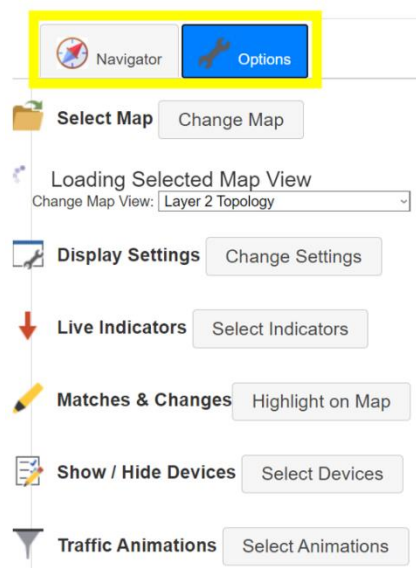 Navigator Options
Select Map Change Map
Loading Selected Map View
Change Map View: Layer 2 Topology
Display Settings Change Settings
Live Indicators Select Indicators
Matches & Changes Highlight on Map
Show / Hide Devices Select Devices
Traffic Animations Select Animations